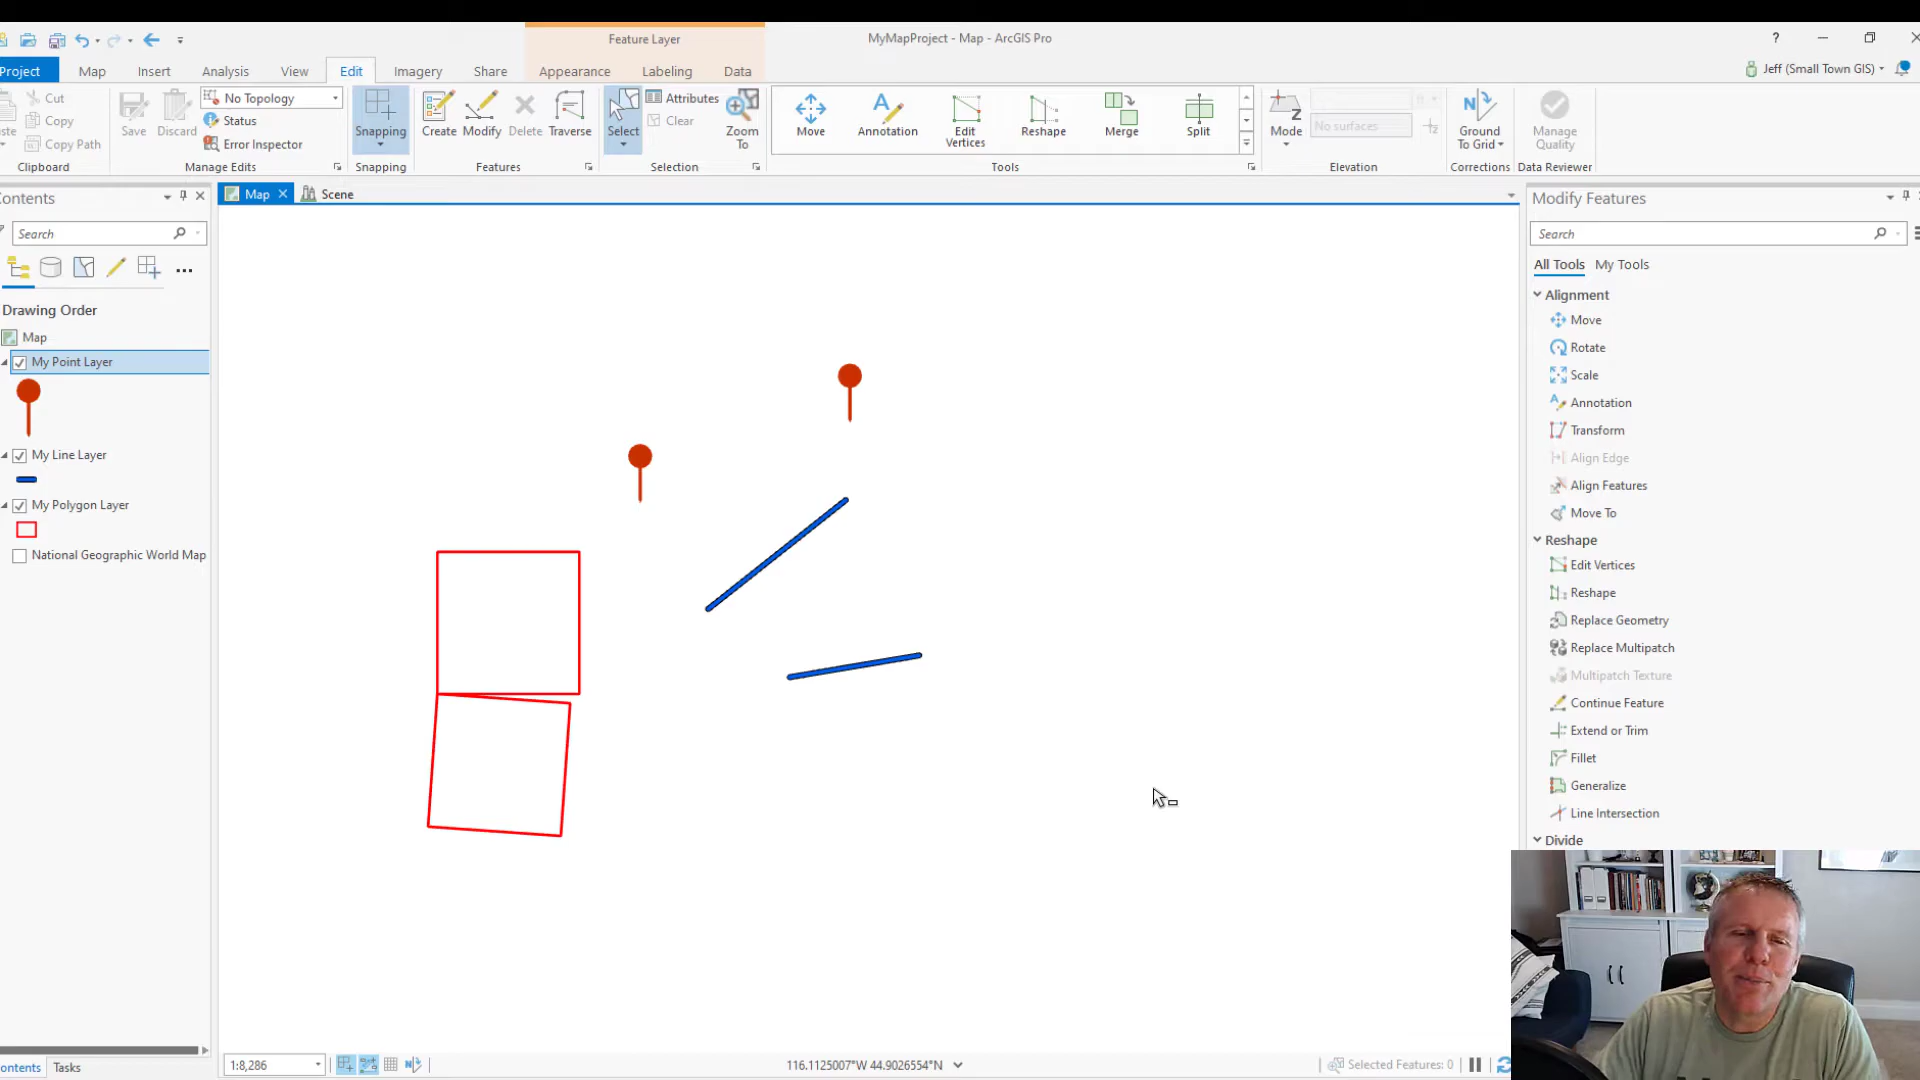 Feature Layer
MyMapProject - Map - ArcGIS Pro
?
Project
Map
Insert
Analysis
View
Edit
Imagery
Share
Appearance
Labeling
Data
Jeff (Small Town GIS)
Cut
Copy
Copy Path
Clipboard
Save
Discard
No Topology
Status
Error Inspector
Manage Edits
Snapping
Snapping
Create
Modify
Delete
Traverse
Features
Select
Attributes
Clear
Zoom
To
Selection
Move
Annotation
Edit
Vertices
Reshape
Merge
Split
Tools
Mode
No surfaces
Elevation
Ground
To Grid
Corrections
Manage
Quality
Data Reviewer
ontents
Search
Map
Scene
Drawing Order
Map
My Point Layer
My Line Layer
My Polygon Layer
National Geographic World Map
Modify Features
Search
All Tools
My Tools
Alignment
Move
Rotate
Scale
Annotation
Transform
Align Edge
Align Features
Move To
Reshape
Edit Vertices
Reshape
Replace Geometry
Replace Multipatch
Multipatch Texture
Continue Feature
Extend or Trim
Fillet
Generalize
Line Intersection
Divide
ontents
Tasks
1:8,286
116.1125007°W 44.9026554°N
Selected Features: 0